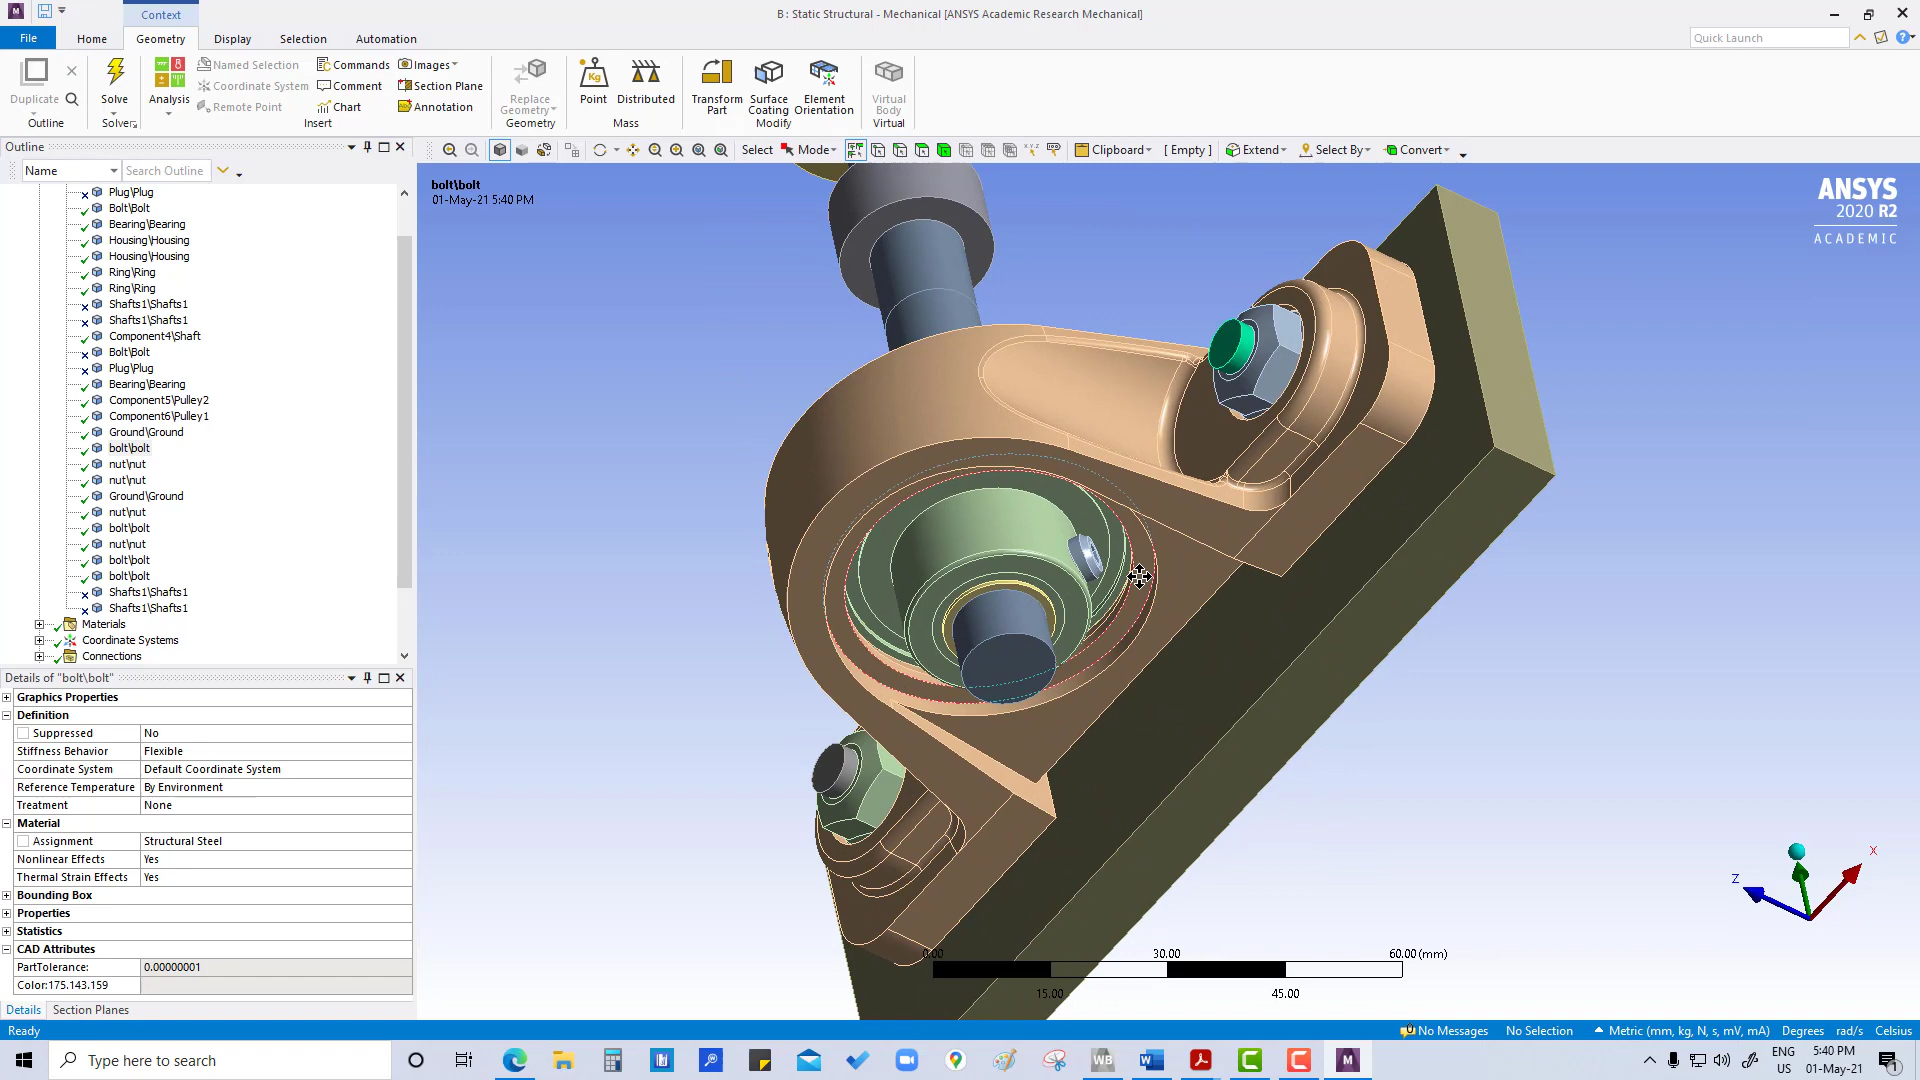 Context
B : Static Structural - Mechanical [ANSYS Academic Research Mechanical]
File
Home
Geometry
Display
Selection
Automation
Quick Launch
Duplicate
Outline
Solve
Solver
Analysis
Named Selection
Coordinate System
Remote Point
Commands
Comment
Chart
Images
Section Plane
Annotation
Insert
Replace Geometry
Geometry
Kg
Point
Distributed
Mass
Transform Part
Surface Coating
Element Orientation
Modify
Virtual Body
Virtual
Outline
Name
Search Outline
Select
Mode
Clipboard
[ Empty ]
Extend
Select By
Convert
Plug\Plug
Bolt\Bolt
Bearing\Bearing
Housing\Housing
Housing\Housing
Ring\Ring
Ring\Ring
Shafts1\Shafts1
Shafts1\Shafts1
Component4\Shaft
Bolt\Bolt
Plug\Plug
Bearing\Bearing
Component5\Pulley2
Component6\Pulley1
Ground\Ground
bolt\bolt
nut\nut
nut\nut
Ground\Ground
nut\nut
bolt\bolt
nut\nut
bolt\bolt
bolt\bolt
Shafts1\Shafts1
Shafts1\Shafts1
Materials
Coordinate Systems
Connections
bolt\bolt
01-May-21 5:40 PM
ANSYS
2020 R2
ACADEMIC
Details of "bolt\bolt"
Graphics Properties
Definition
Suppressed No
Stiffness Behavior Flexible
Coordinate System Default Coordinate System
Reference Temperature By Environment
Treatment None
Material
Assignment Structural Steel
Nonlinear Effects Yes
Thermal Strain Effects Yes
Bounding Box
Properties
Statistics
CAD Attributes
PartTolerance: 0.00000001
Color:175.143.159
Details
Section Planes
0.00 30.00 60.00 (mm)
15.00 45.00
Z
X
Ready
No Messages
No Selection
Metric (mm, kg, N, s, mV, mA)
Degrees
rad/s
Celsius
Type here to search
WB
W
C
C
M
ENG
US
5:40 PM
01-May-21
1